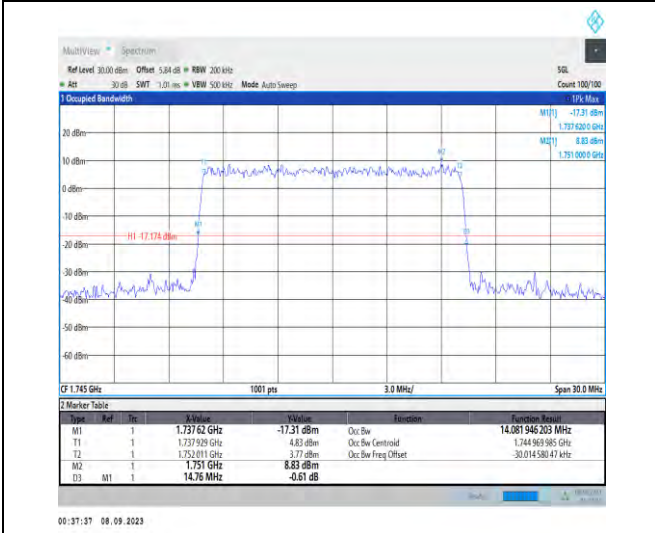 MultiView Spectrum
Ref Level 30.00 dBm Offset 5.84 dB RBW 200 kHz SGL
Att 30 dB SWT 1.01 ms VBW 500 kHz Mode Auto Sweep Count 100/100
1 Occupied Bandwidth 1Pk Max
M1[1] -17.31 dBm
1.737 620 0 GHz
20 dBm M2[1] 8.83 dBm
1.751 000 0 GHz
M2
10 dBm T1 T2
0 dBm
-10 dBm
M1
H1 -17.174 dBm D3
-20 dBm
-30 dBm
-40 dBm
-50 dBm
-60 dBm
CF 1.745 GHz 1001 pts 3.0 MHz/ Span 30.0 MHz
2 Marker Table
Type Ref Trc X-Value Y-Value Function Function Result
M1 1 1.737 62 GHz -17.31 dBm Occ Bw 14.081 946 203 MHz
T1 1 1.737 929 GHz 4.83 dBm Occ Bw Centroid 1.744 969 985 GHz
T2 1 1.752 011 GHz 3.77 dBm Occ Bw Freq Offset -30.014 580 47 kHz
M2 1 1.751 GHz 8.83 dBm
D3 M1 1 14.76 MHz -0.61 dB
00:37:37 08.09.2023